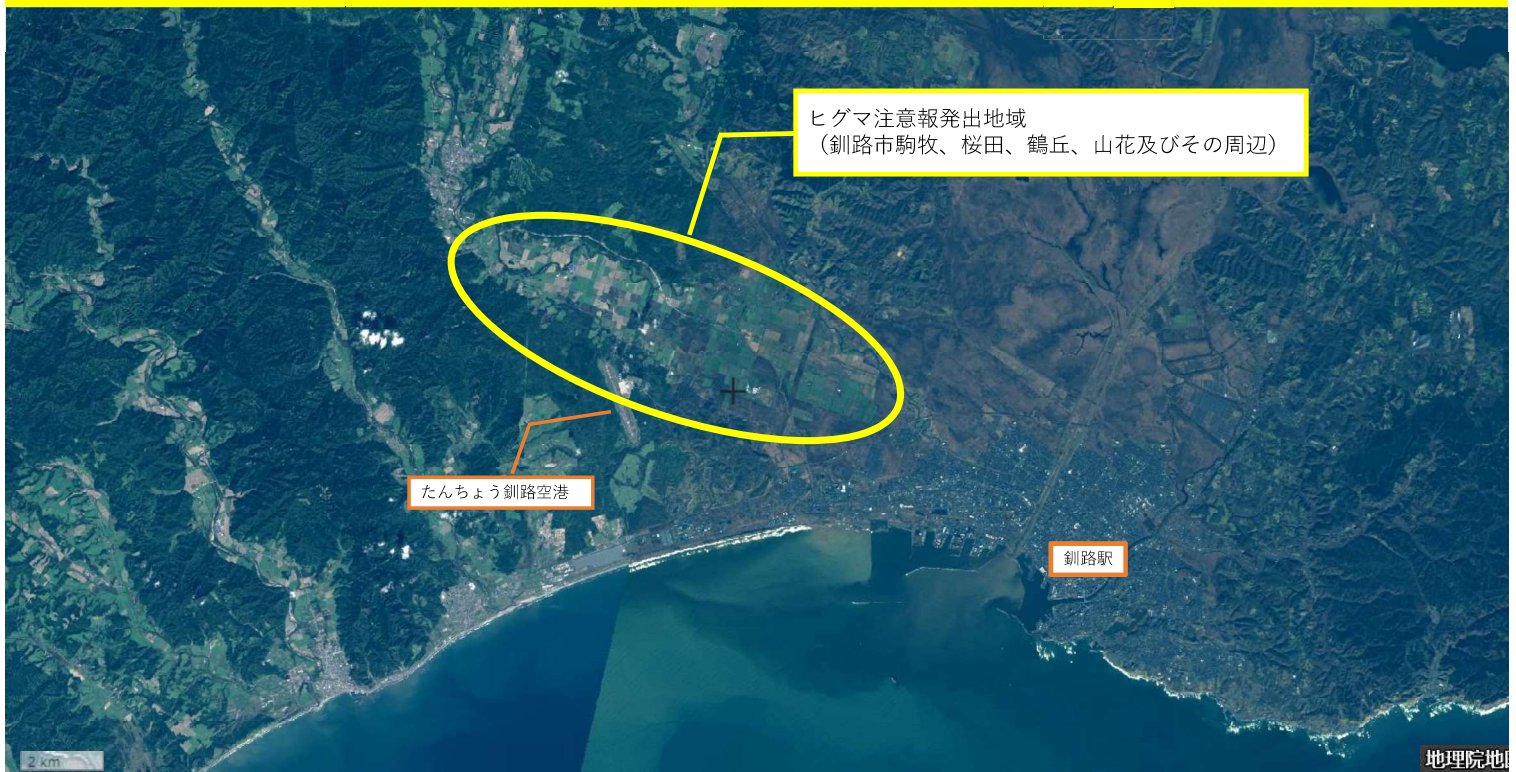 ヒグマ注意報発出地域
（釧路市駒牧、桜田、鶴丘、山花及びその周辺）
たんちょう釧路空港
釧路駅
2 km
地理院地図